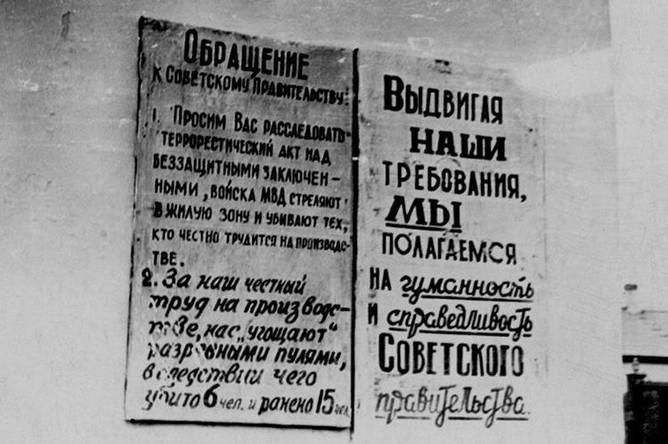 Обращение
к Советскому Правительству:
1. Просим Вас расследовать
террорестический акт над
беззащитными заключен-
ными, войска МВД стреляют
в жилую зону и убивают тех,
кто честно трудится на производс-
тве.
2. За наш честный
труд на производс-
тве, нас „угощают“
разрывными пулями,
вследствии чего
убито 6 чел. и ранено 15 чел.
Выдвигая
наши
требования,
мы
полагаемся
на гуманность
и справедливость
Советского
правительства.